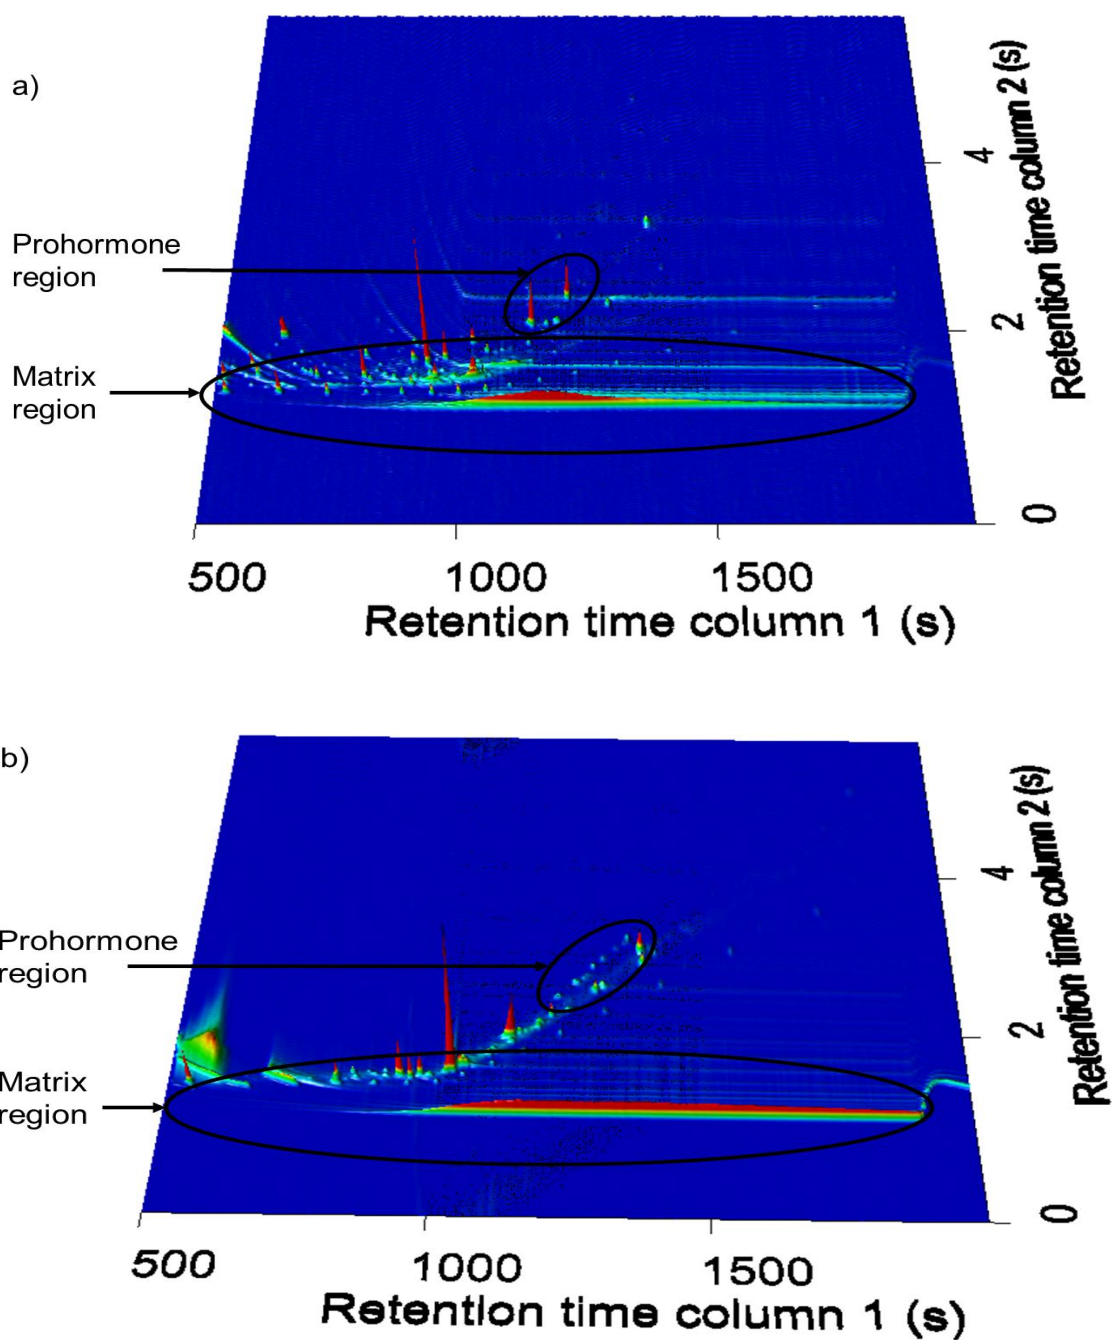 a)
Prohormone
region
Matrix
region
4
2
0
Retention time column 2 (s)
500 1000 1500
Retention time column 1 (s)
b)
Prohormone
region
Matrix
region
4
2
0
Retention time column 2 (s)
500 1000 1500
Retention time column 1 (s)